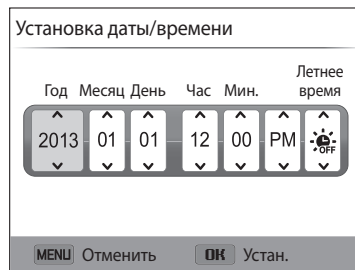 Установка даты/времени
Летнее
Год Месяц День Час Мин. время
2013 01 01 12 00 PM OFF
MENU Отменить OK Устан.